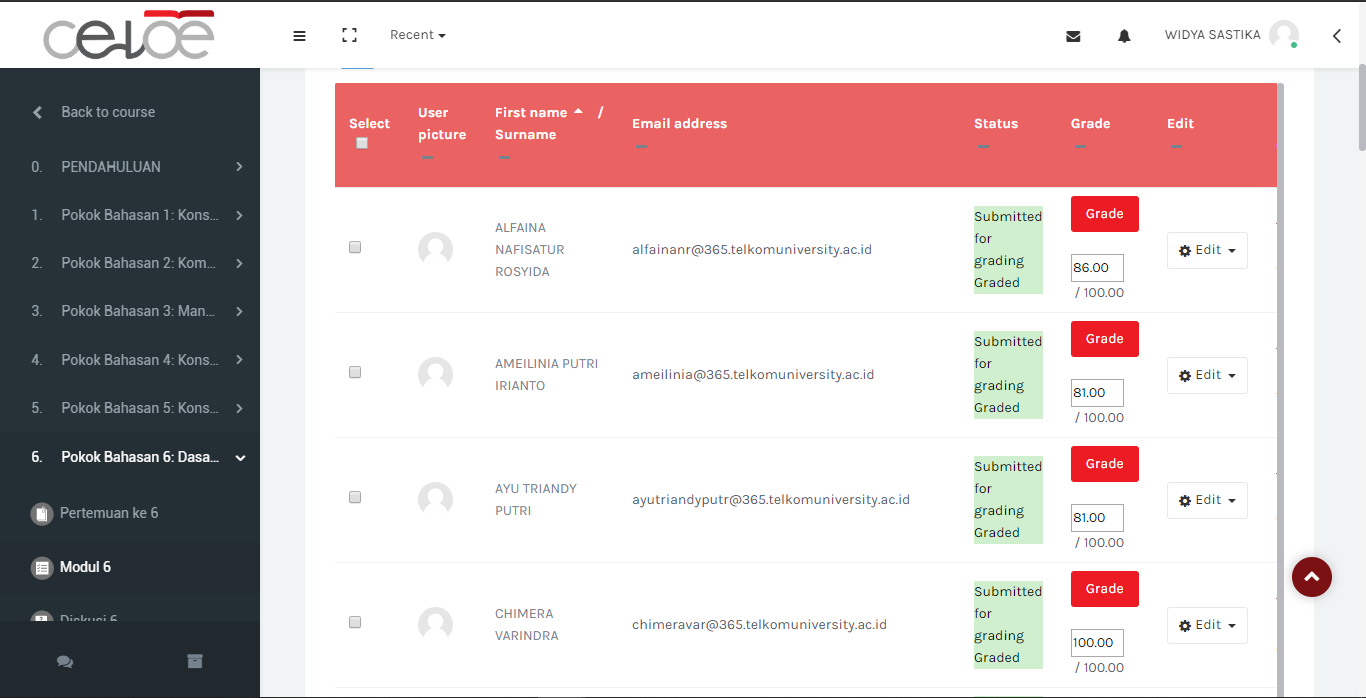 celoe
Recent
WIDYA SASTIKA
Back to course
0. PENDAHULUAN
1. Pokok Bahasan 1: Kons...
2. Pokok Bahasan 2: Kom...
3. Pokok Bahasan 3: Man...
4. Pokok Bahasan 4: Kons...
5. Pokok Bahasan 5: Kons...
6. Pokok Bahasan 6: Dasa...
Pertemuan ke 6
Modul 6
Diskusi 6
Select
User
picture
First name /
Surname
Email address
Status
Grade
Edit
ALFAINA
NAFISATUR
ROSYIDA
alfainanr@365.telkomuniversity.ac.id
Submitted
for
grading
Graded
Grade
86.00
/ 100.00
Edit
AMEILINIA PUTRI
IRIANTO
ameilinia@365.telkomuniversity.ac.id
Submitted
for
grading
Graded
Grade
81.00
/ 100.00
Edit
AYU TRIANDY
PUTRI
ayutriandyputr@365.telkomuniversity.ac.id
Submitted
for
grading
Graded
Grade
81.00
/ 100.00
Edit
CHIMERA
VARINDRA
chimeravar@365.telkomuniversity.ac.id
Submitted
for
grading
Graded
Grade
100.00
/ 100.00
Edit